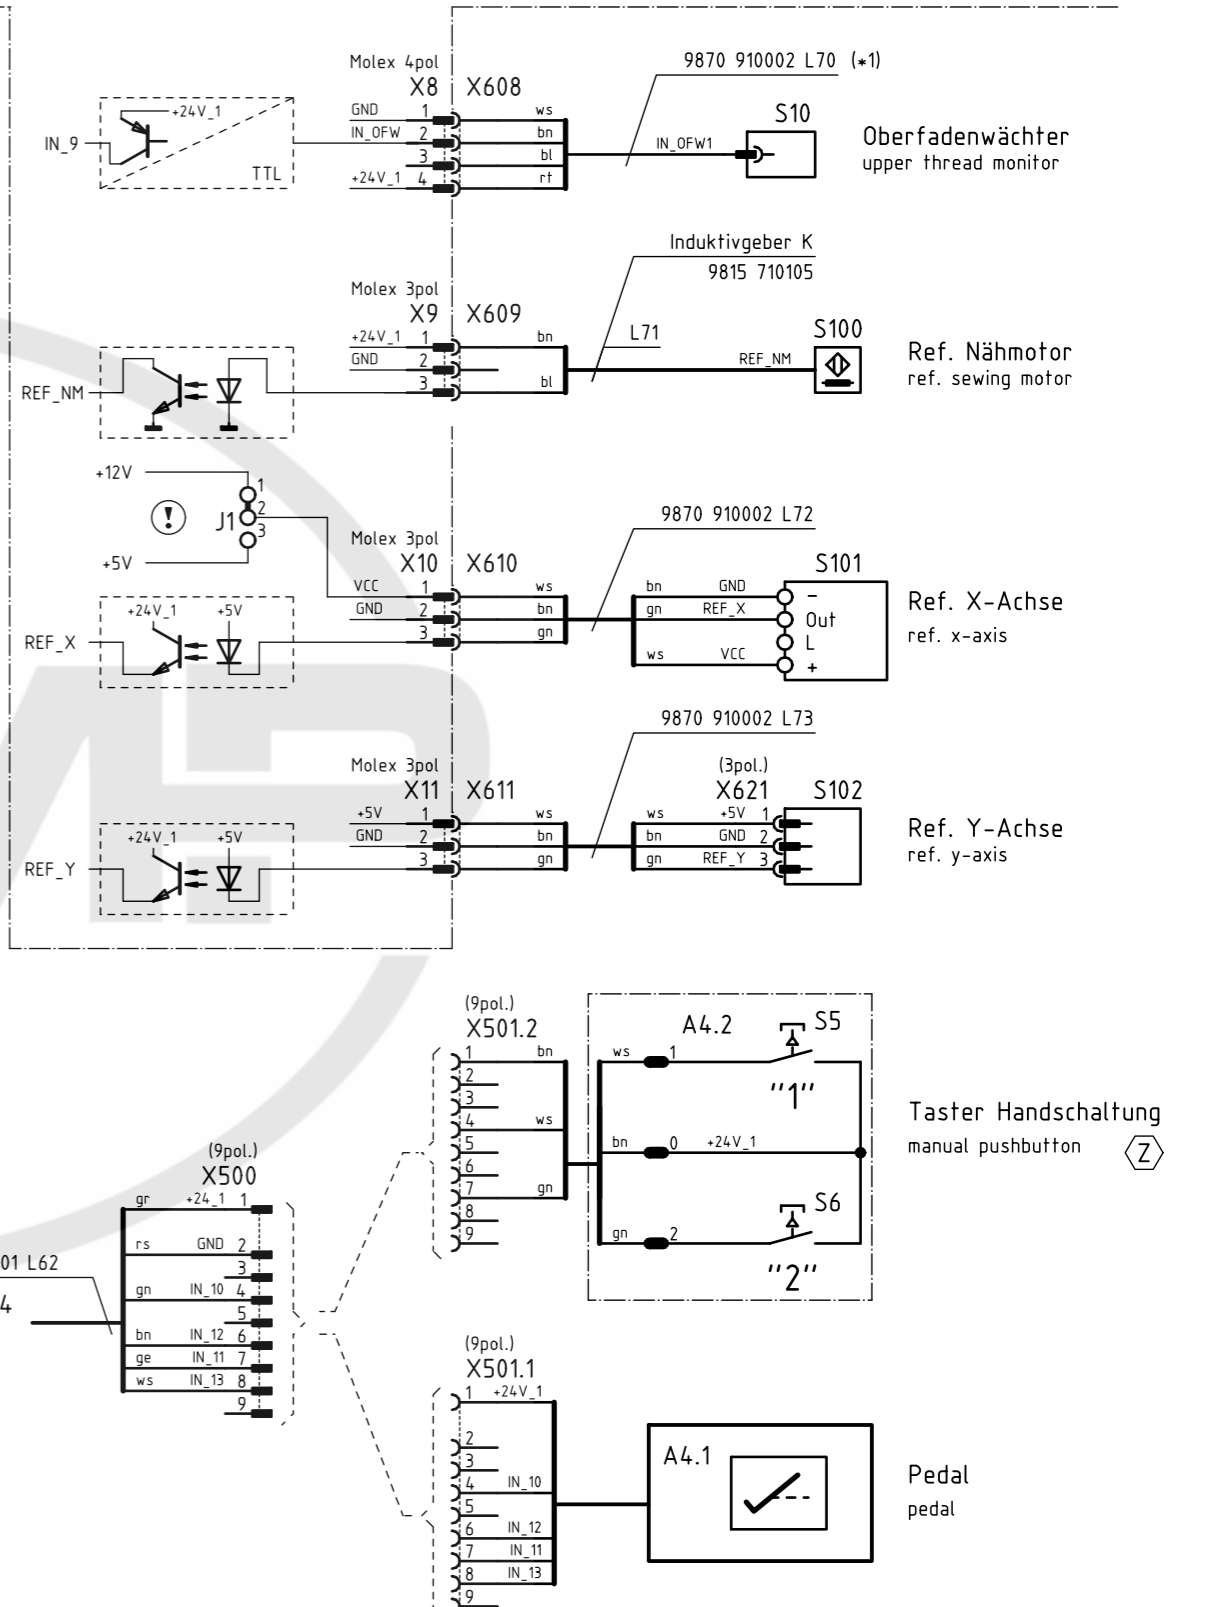 Molex 4pol
X8 X608
9870 910002 L70 (*1)
GND 1 ws
IN_OFW 2 bn
3 bl
+24V_1 4 rt
IN_9
+24V_1
TTL
IN_OFW1
S10
Oberfadenwächter
upper thread monitor
Induktivgeber K
9815 710105
Molex 3pol
X9 X609
+24V_1 1 bn
GND 2
3 bl
L71
REF_NM
S100
Ref. Nähmotor
ref. sewing motor
REF_NM
+12V
!
J1
1
2
3
+5V
9870 910002 L72
Molex 3pol
X10 X610
VCC 1 ws
GND 2 bn
3 gn
+24V_1 +5V
REF_X
S101
bn GND -
gn REF_X Out
L
ws VCC +
Ref. X-Achse
ref. x-axis
9870 910002 L73
Molex 3pol
X11 X611
+5V 1 ws
GND 2 bn
3 gn
+24V_1 +5V
REF_Y
(3pol.)
X621 S102
ws +5V 1
bn GND 2
gn REF_Y 3
Ref. Y-Achse
ref. y-axis
(9pol.)
X501.2
1 bn
2
3
4 ws
5
6
7 gn
8
9
A4.2 S5
ws 1
"1"
bn 0 +24V_1
S6
gn 2
"2"
Taster Handschaltung
manual pushbutton Z
(9pol.)
X500
gr +24_1 1
rs GND 2
3
gn IN_10 4
5
bn IN_12 6
ge IN_11 7
ws IN_13 8
9
01 L62
4
(9pol.)
X501.1
1 +24V_1
2
3
4 IN_10
5
6 IN_12
7 IN_11
8 IN_13
9
A4.1
Pedal
pedal